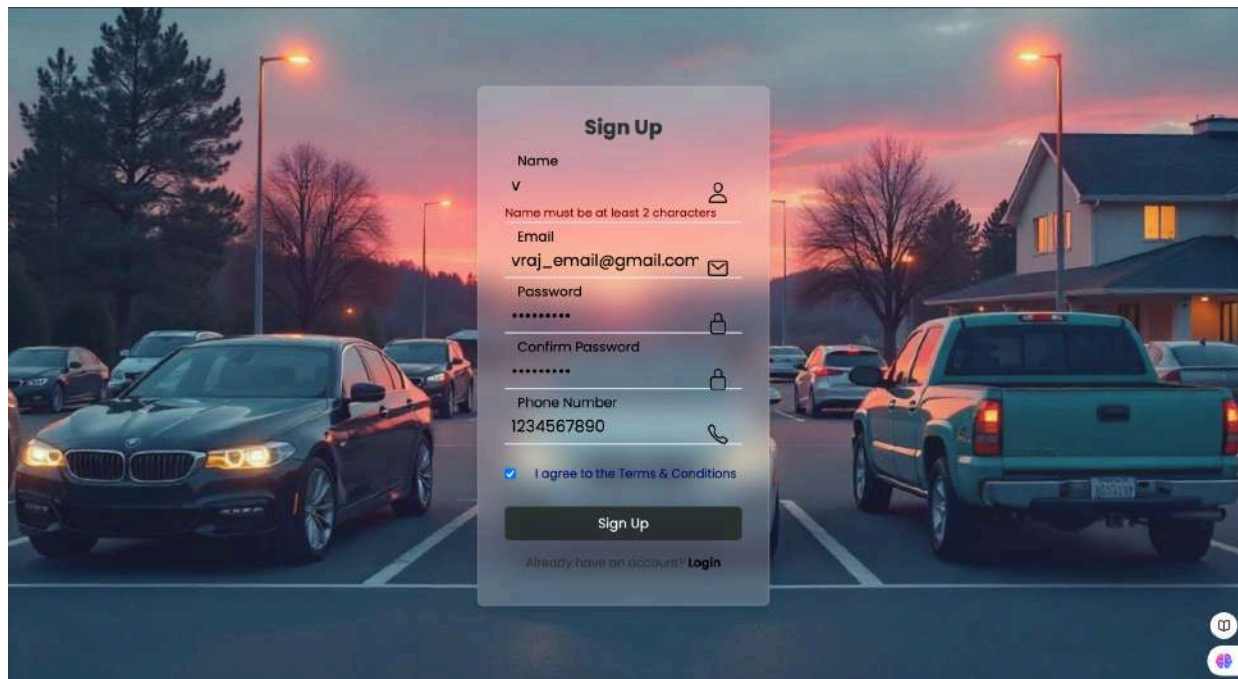 Sign Up
Name
v
Name must be at least 2 characters
Email
vraj_email@gmail.com
Password
•••••••••
Confirm Password
•••••••••
Phone Number
1234567890
I agree to the Terms & Conditions
Sign Up
Already have an account? Login